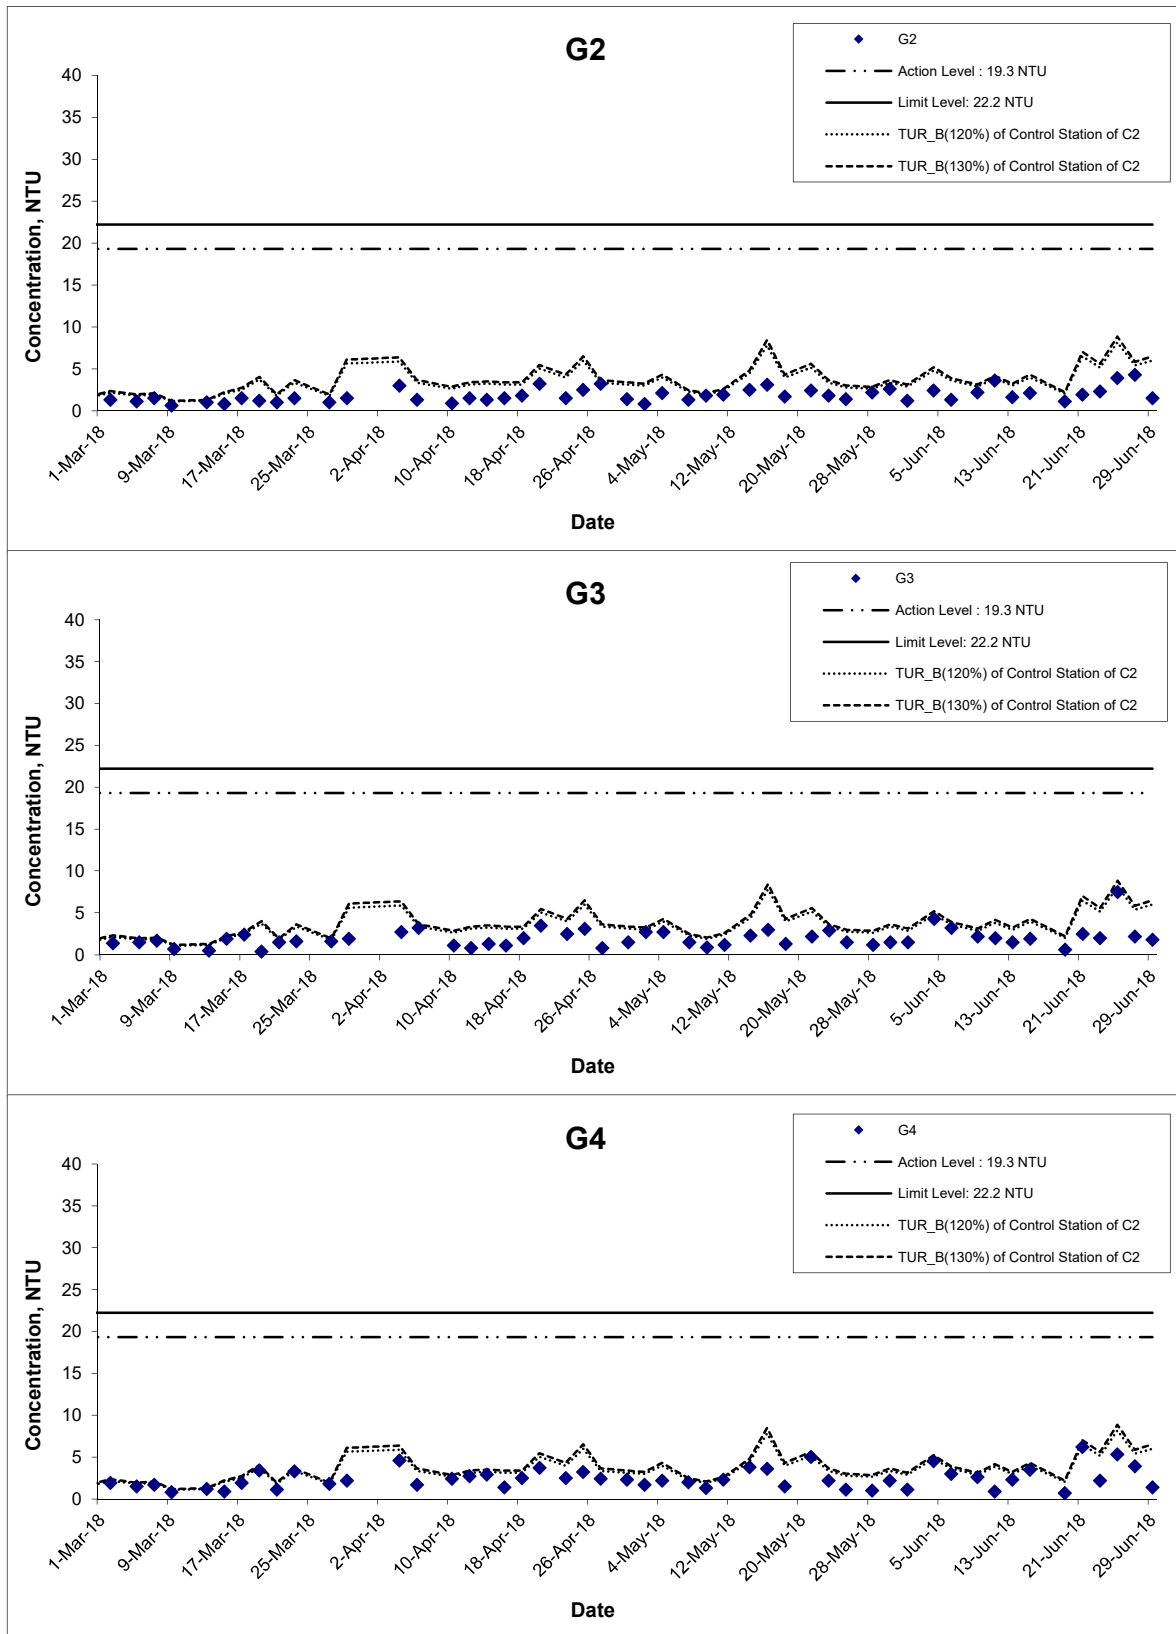 G2
G2
Action Level : 19.3 NTU
Limit Level: 22.2 NTU
TUR_B(120%) of Control Station of C2
TUR_B(130%) of Control Station of C2
Concentration, NTU
40
35
30
25
20
15
10
5
0
1-Mar-18
9-Mar-18
17-Mar-18
25-Mar-18
2-Apr-18
10-Apr-18
18-Apr-18
26-Apr-18
4-May-18
12-May-18
20-May-18
28-May-18
5-Jun-18
13-Jun-18
21-Jun-18
29-Jun-18
Date
G3
G3
Action Level : 19.3 NTU
Limit Level: 22.2 NTU
TUR_B(120%) of Control Station of C2
TUR_B(130%) of Control Station of C2
Concentration, NTU
40
35
30
25
20
15
10
5
0
1-Mar-18
9-Mar-18
17-Mar-18
25-Mar-18
2-Apr-18
10-Apr-18
18-Apr-18
26-Apr-18
4-May-18
12-May-18
20-May-18
28-May-18
5-Jun-18
13-Jun-18
21-Jun-18
29-Jun-18
Date
G4
G4
Action Level : 19.3 NTU
Limit Level: 22.2 NTU
TUR_B(120%) of Control Station of C2
TUR_B(130%) of Control Station of C2
Concentration, NTU
40
35
30
25
20
15
10
5
0
1-Mar-18
9-Mar-18
17-Mar-18
25-Mar-18
2-Apr-18
10-Apr-18
18-Apr-18
26-Apr-18
4-May-18
12-May-18
20-May-18
28-May-18
5-Jun-18
13-Jun-18
21-Jun-18
29-Jun-18
Date